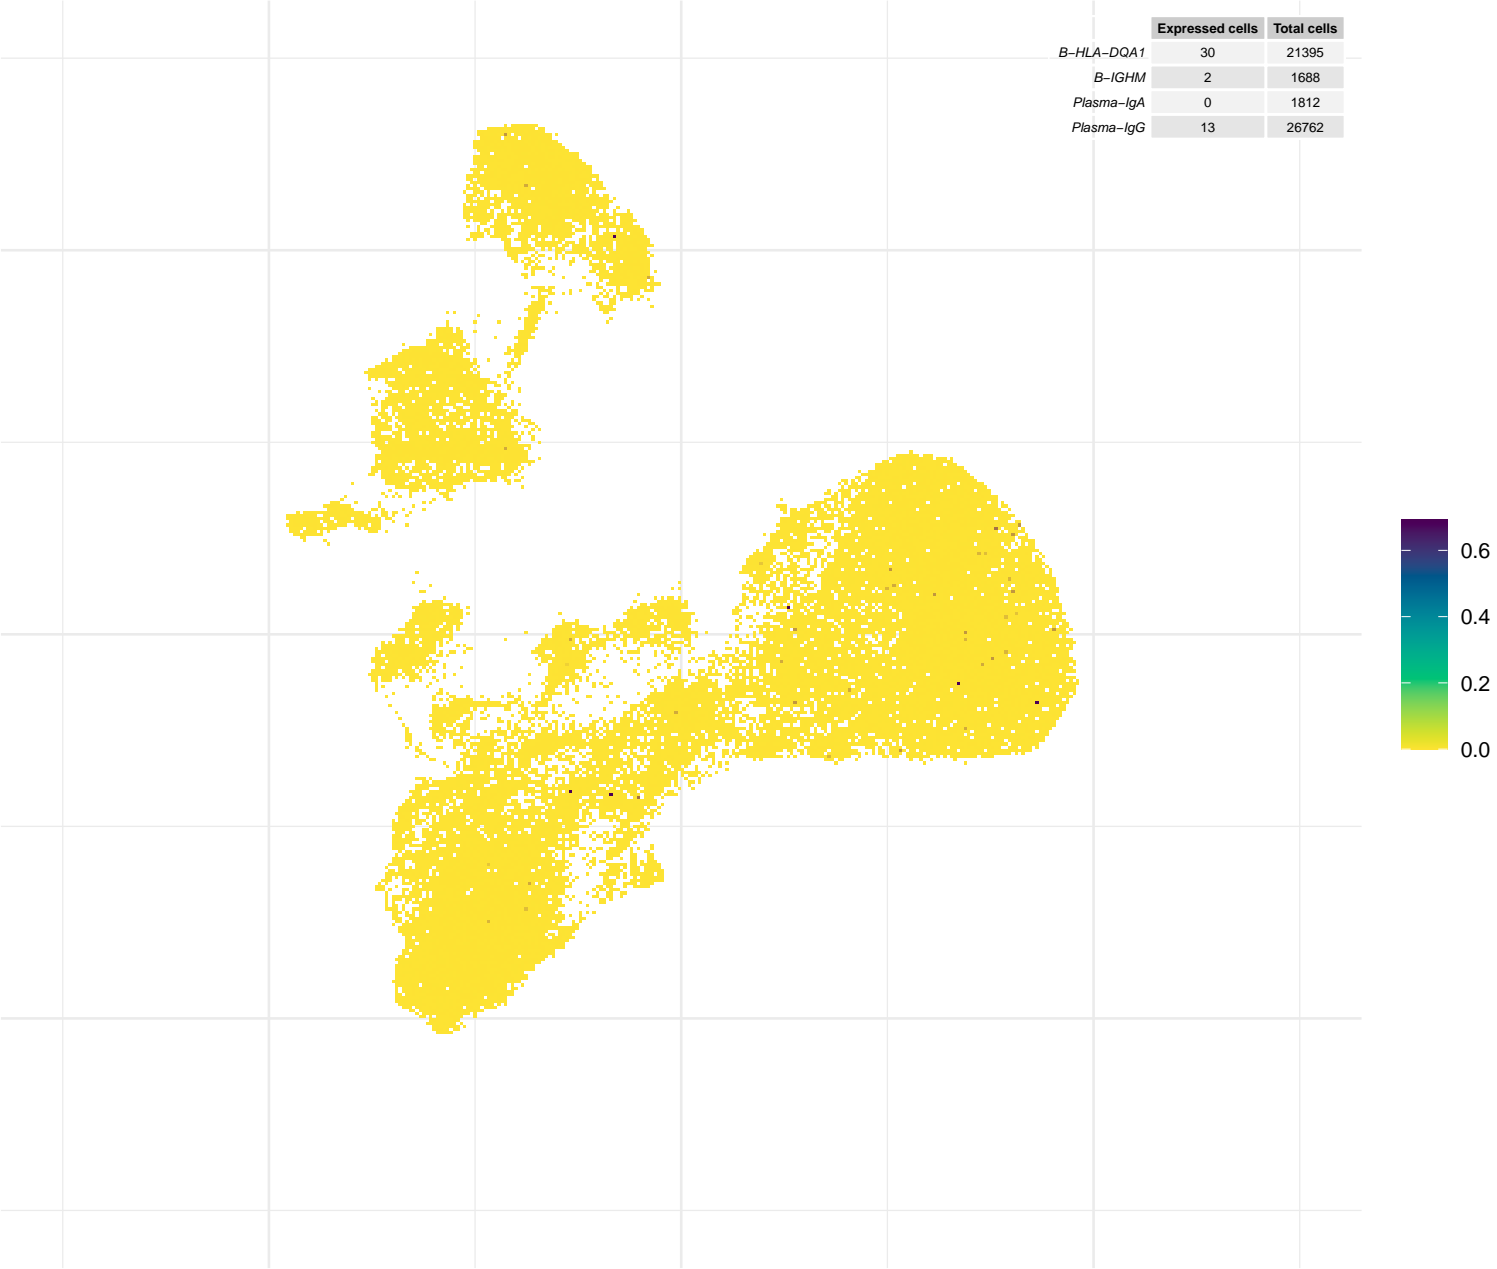 Expressed cells Total cells
B−HLA−DQA1 30 21395
B−IGHM 2 1688
Plasma−IgA 0 1812
Plasma−IgG 13 26762
0.6
0.4
0.2
0.0